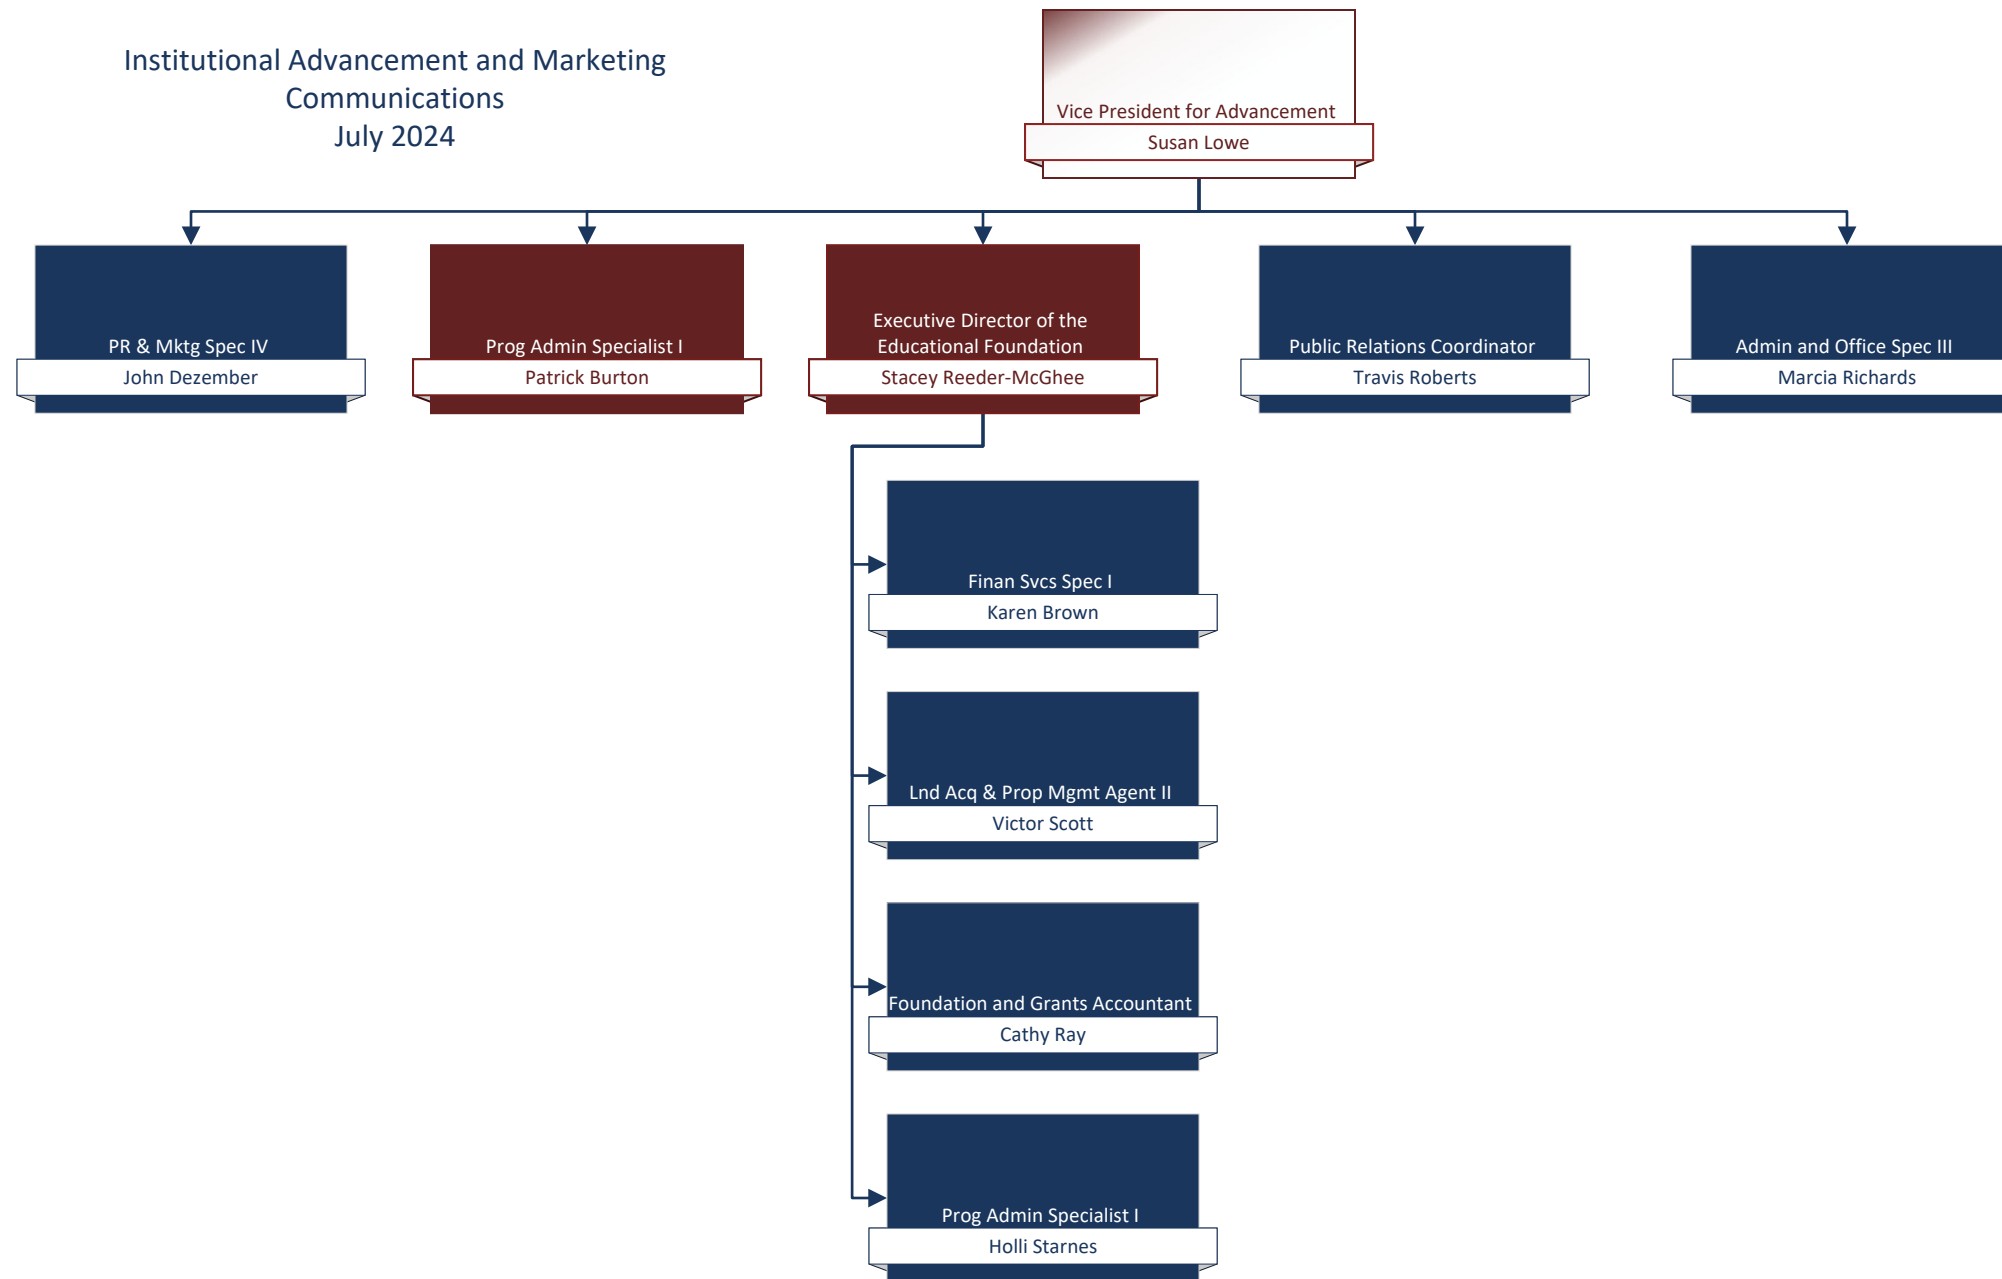 Institutional Advancement and Marketing
Communications
July 2024
Vice President for Advancement
Susan Lowe
PR & Mktg Spec IV
John Dezember
Prog Admin Specialist I
Patrick Burton
Executive Director of the
Educational Foundation
Stacey Reeder-McGhee
Public Relations Coordinator
Travis Roberts
Admin and Office Spec III
Marcia Richards
Finan Svcs Spec I
Karen Brown
Lnd Acq & Prop Mgmt Agent II
Victor Scott
Foundation and Grants Accountant
Cathy Ray
Prog Admin Specialist I
Holli Starnes